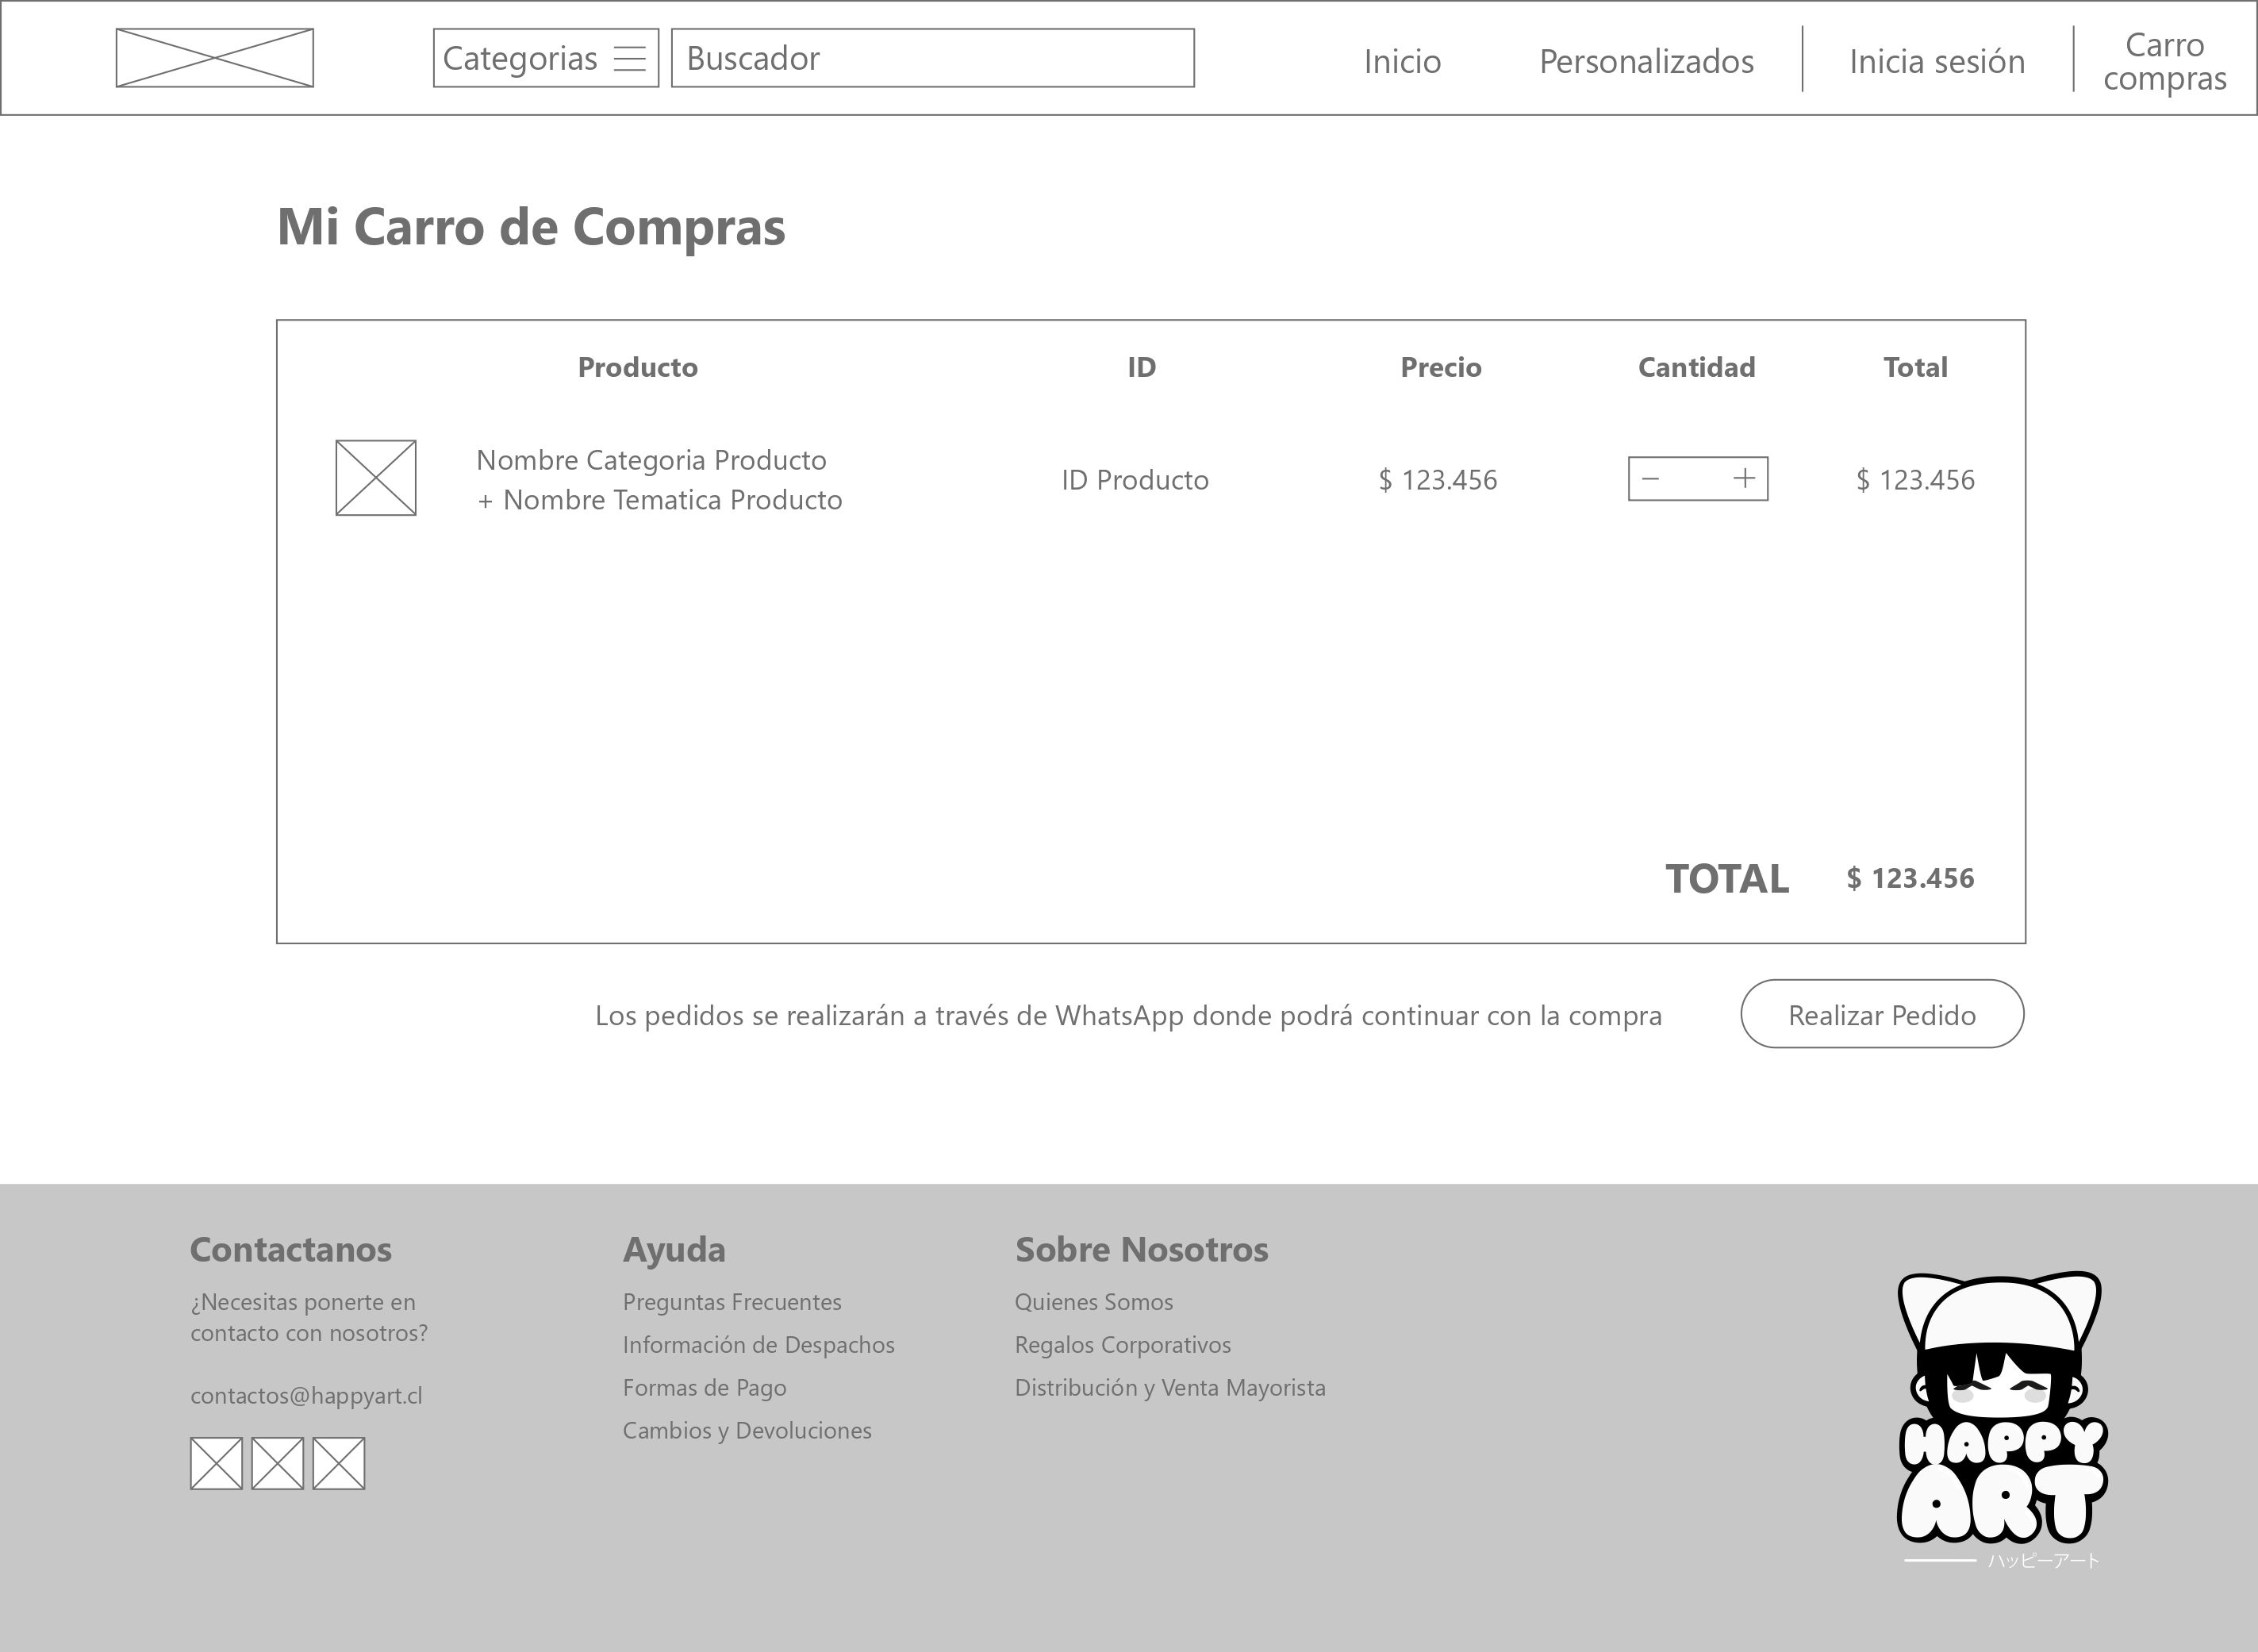 Categorias
Buscador
Inicio
Personalizados
Inicia sesión
Carro
compras
Mi Carro de Compras
Producto
ID
Precio
Cantidad
Total
Nombre Categoria Producto
+ Nombre Tematica Producto
ID Producto
$ 123.456
− +
$ 123.456
TOTAL
$ 123.456
Los pedidos se realizarán a través de WhatsApp donde podrá continuar con la compra
Realizar Pedido
Contactanos
¿Necesitas ponerte en
contacto con nosotros?
contactos@happyart.cl
Ayuda
Preguntas Frecuentes
Información de Despachos
Formas de Pago
Cambios y Devoluciones
Sobre Nosotros
Quienes Somos
Regalos Corporativos
Distribución y Venta Mayorista
HAPPY
ART
ハッピーアート